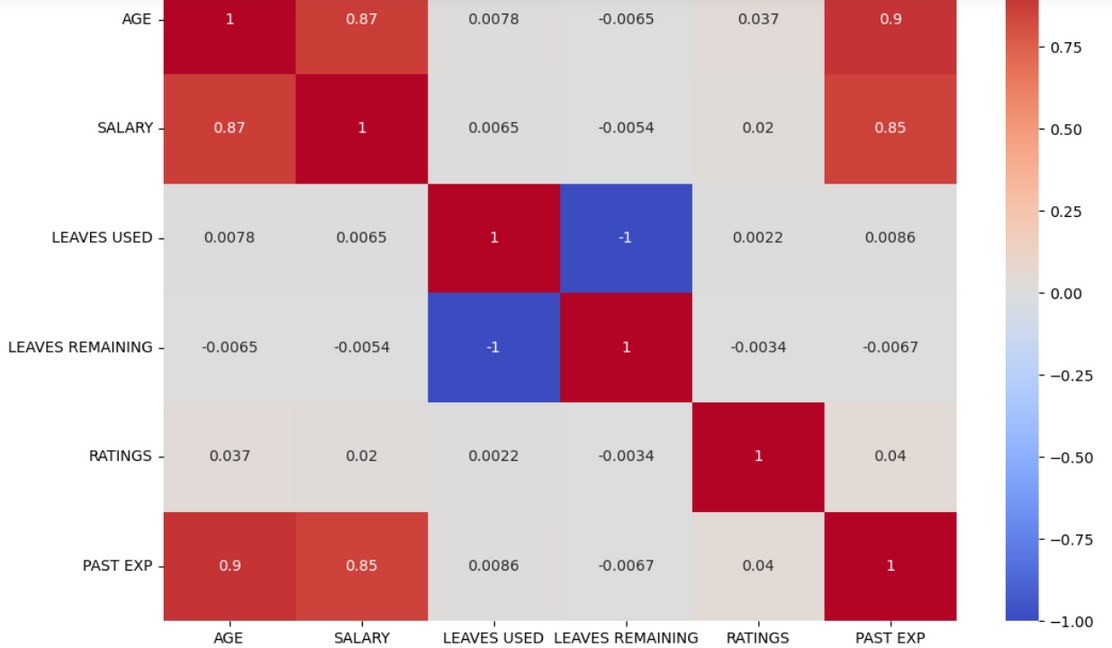 AGE 1 0.87 0.0078 -0.0065 0.037 0.9
0.75
SALARY 0.87 1 0.0065 -0.0054 0.02 0.85
0.50
0.25
LEAVES USED 0.0078 0.0065 1 -1 0.0022 0.0086
0.00
LEAVES REMAINING -0.0065 -0.0054 -1 1 -0.0034 -0.0067
−0.25
RATINGS 0.037 0.02 0.0022 -0.0034 1 0.04
−0.50
−0.75
PAST EXP 0.9 0.85 0.0086 -0.0067 0.04 1
−1.00
AGE SALARY LEAVES USED LEAVES REMAINING RATINGS PAST EXP